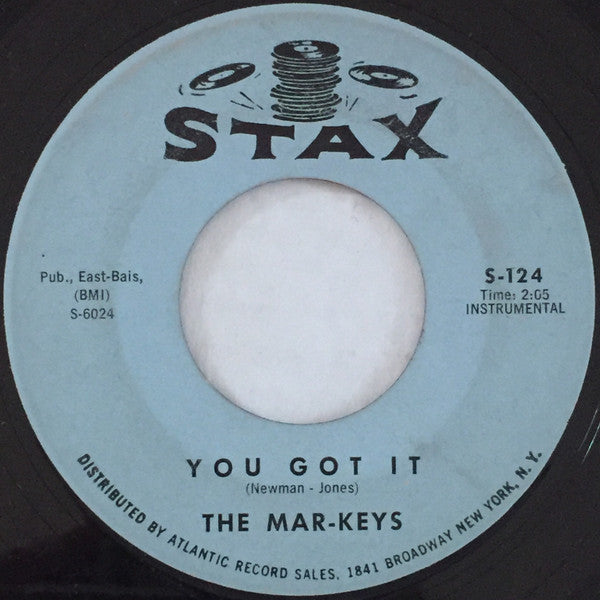 STAX
Pub., East-Bais,
(BMI)
S-6024
S-124
Time: 2:05
INSTRUMENTAL
YOU GOT IT
(Newman - Jones)
THE MAR-KEYS
DISTRIBUTED BY ATLANTIC RECORD SALES, 1841 BROADWAY NEW YORK, N. Y.